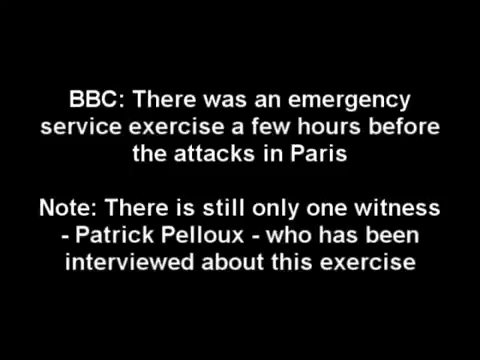 BBC: There was an emergency
service exercise a few hours before
the attacks in Paris
Note: There is still only one witness
- Patrick Pelloux - who has been
interviewed about this exercise